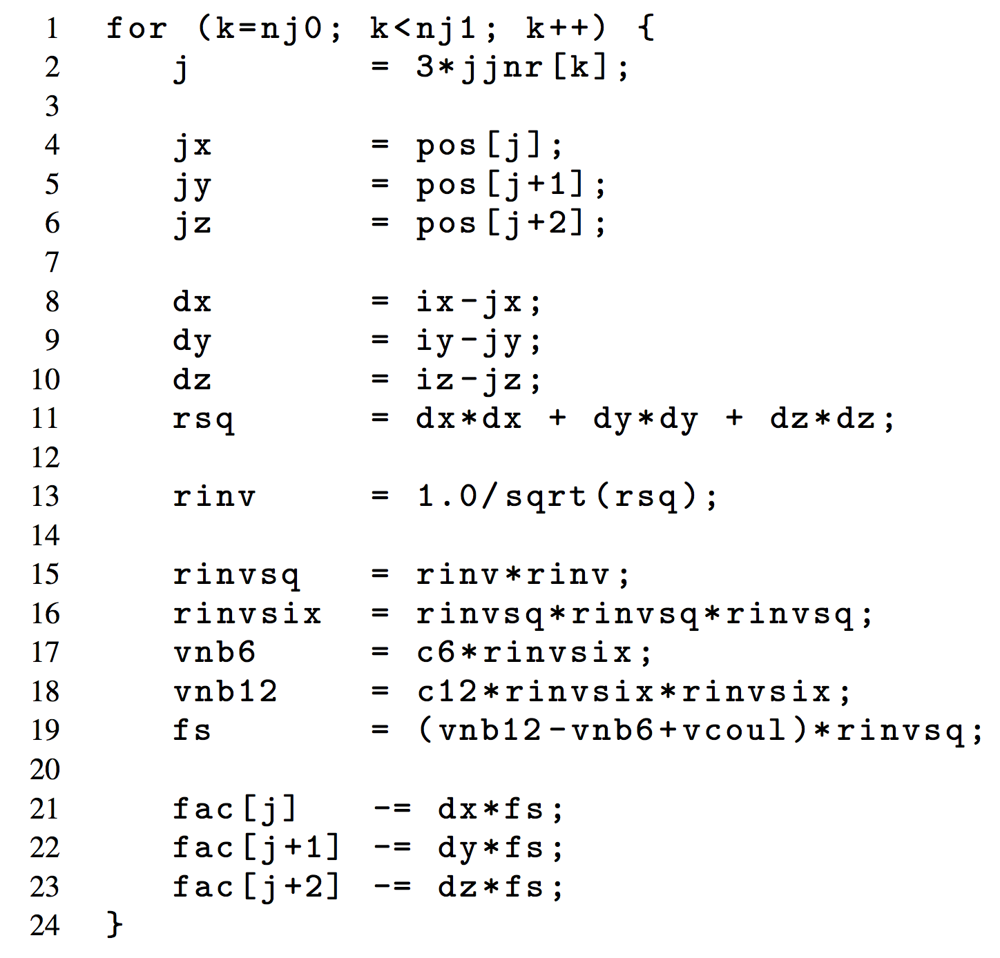 1 for (k=nj0; k<nj1; k++) {
2 j = 3*jjnr[k];
3
4 jx = pos[j];
5 jy = pos[j+1];
6 jz = pos[j+2];
7
8 dx = ix-jx;
9 dy = iy-jy;
10 dz = iz-jz;
11 rsq = dx*dx + dy*dy + dz*dz;
12
13 rinv = 1.0/sqrt(rsq);
14
15 rinvsq = rinv*rinv;
16 rinvsix = rinvsq*rinvsq*rinvsq;
17 vnb6 = c6*rinvsix;
18 vnb12 = c12*rinvsix*rinvsix;
19 fs = (vnb12-vnb6+vcoul)*rinvsq;
20
21 fac[j] -= dx*fs;
22 fac[j+1] -= dy*fs;
23 fac[j+2] -= dz*fs;
24 }